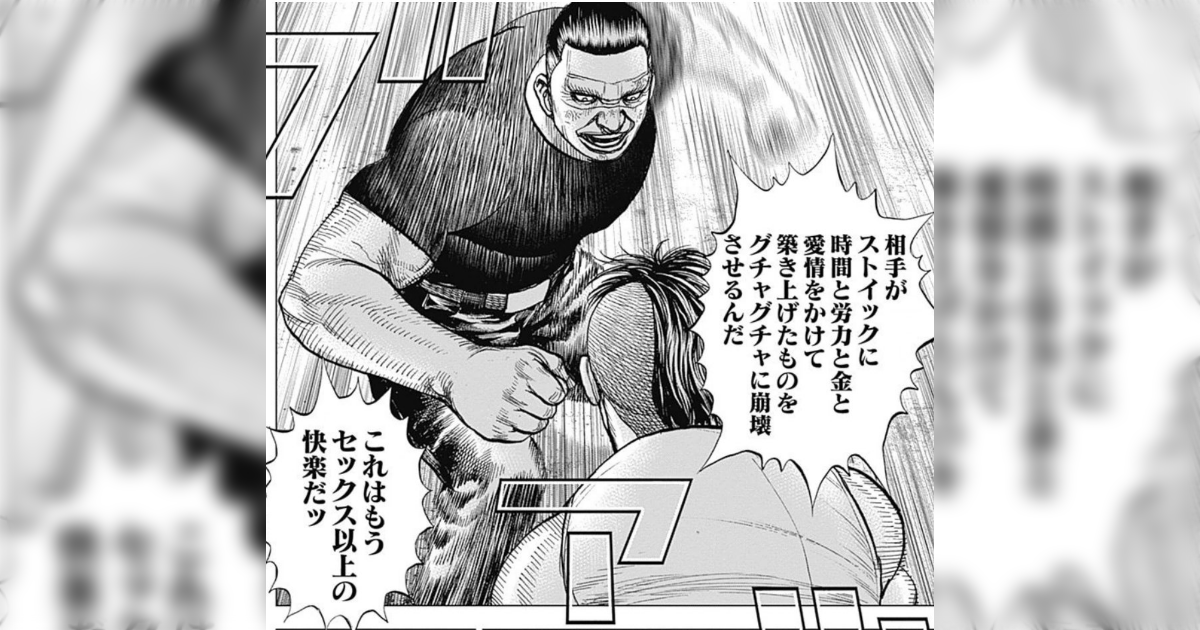 相手が
ストイックに
時間と労力と金と
愛情をかけて
築き上げたものを
グチャグチャに崩壊
させるんだ
これはもう
セックス以上の
快楽だッ